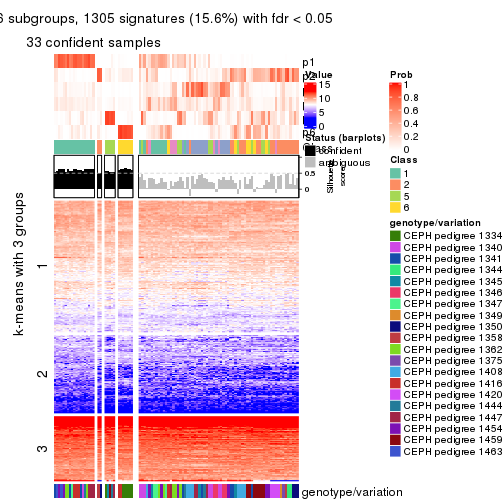 6 subgroups, 1305 signatures (15.6%) with fdr < 0.05
33 confident samples
p1
p2
Value
15
10
5
0
Prob
1
0.8
0.6
0.4
0.2
0
Status (barplots)
confident
ambiguous
0.5
0
Silhouette
score
Class
1
2
5
6
k-means with 3 groups
1
2
3
genotype/variation
CEPH pedigree 1334
CEPH pedigree 1340
CEPH pedigree 1341
CEPH pedigree 1344
CEPH pedigree 1345
CEPH pedigree 1346
CEPH pedigree 1347
CEPH pedigree 1349
CEPH pedigree 1350
CEPH pedigree 1358
CEPH pedigree 1362
CEPH pedigree 1375
CEPH pedigree 1408
CEPH pedigree 1416
CEPH pedigree 1420
CEPH pedigree 1444
CEPH pedigree 1447
CEPH pedigree 1454
CEPH pedigree 1459
CEPH pedigree 1463
genotype/variation